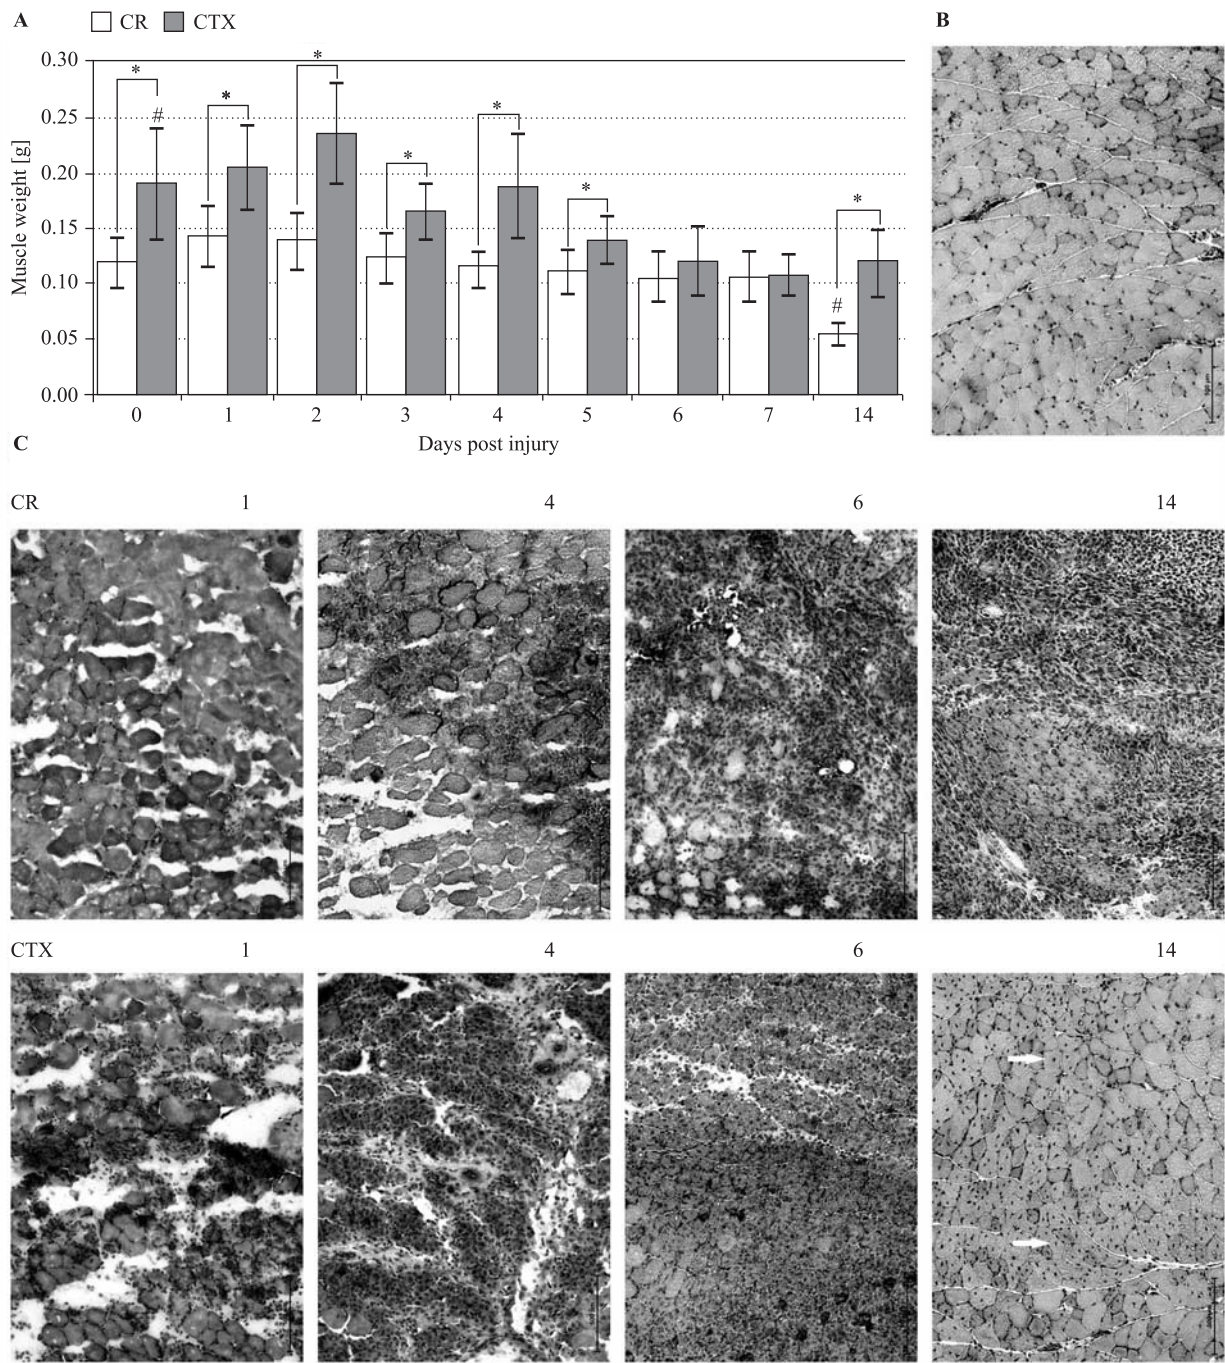 A
CR CTX
B
0.30
0.25
0.20
0.15
0.10
0.05
0.00
Muscle weight [g]
* # * * * * * * #
0 1 2 3 4 5 6 7 14
Days post injury
C
CR 1 4 6 14
CTX 1 4 6 14